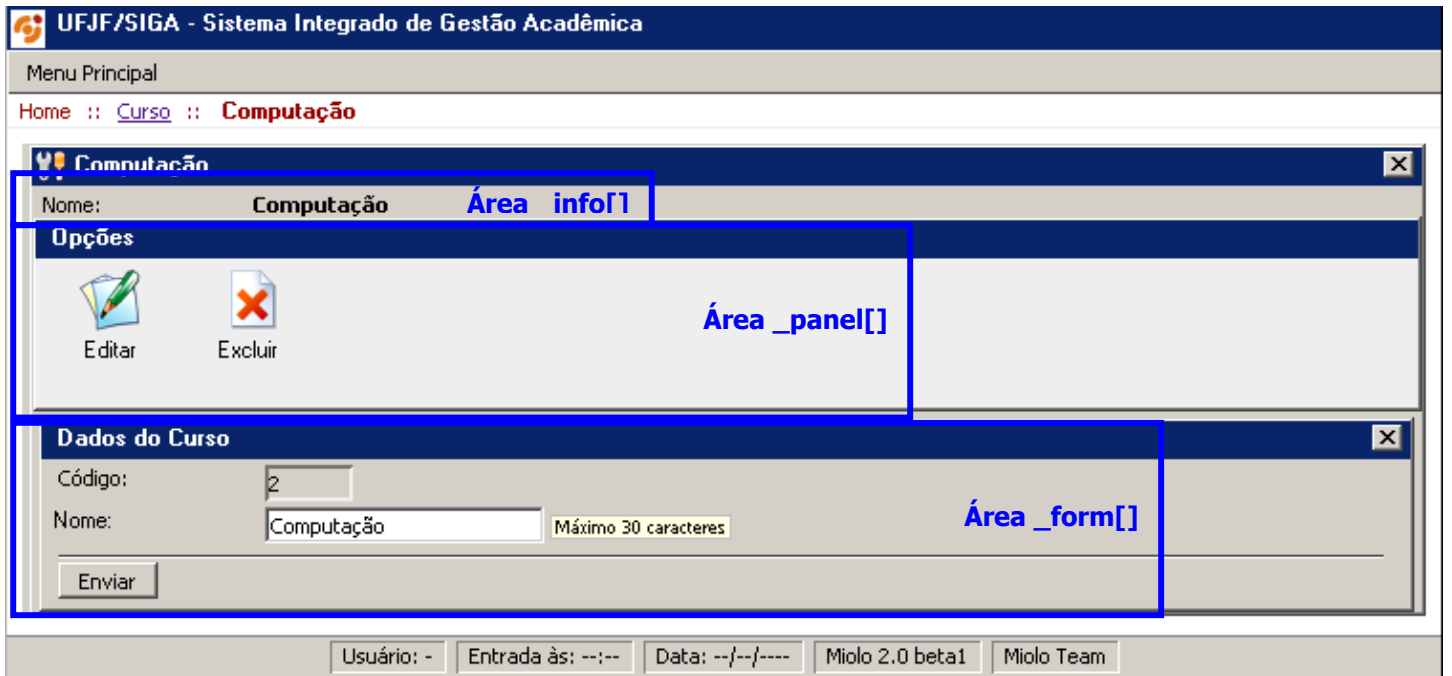 UFJF/SIGA - Sistema Integrado de Gestão Acadêmica
Menu Principal
Home :: Curso :: Computação
Computação
Nome: Computação Área _info[]
Opções
Editar Excluir
Área _panel[]
Dados do Curso
Código: 2
Nome: Computação Máximo 30 caracteres
Área _form[]
Enviar
Usuário: - Entrada às: --:-- Data: --/--/---- Miolo 2.0 beta1 Miolo Team